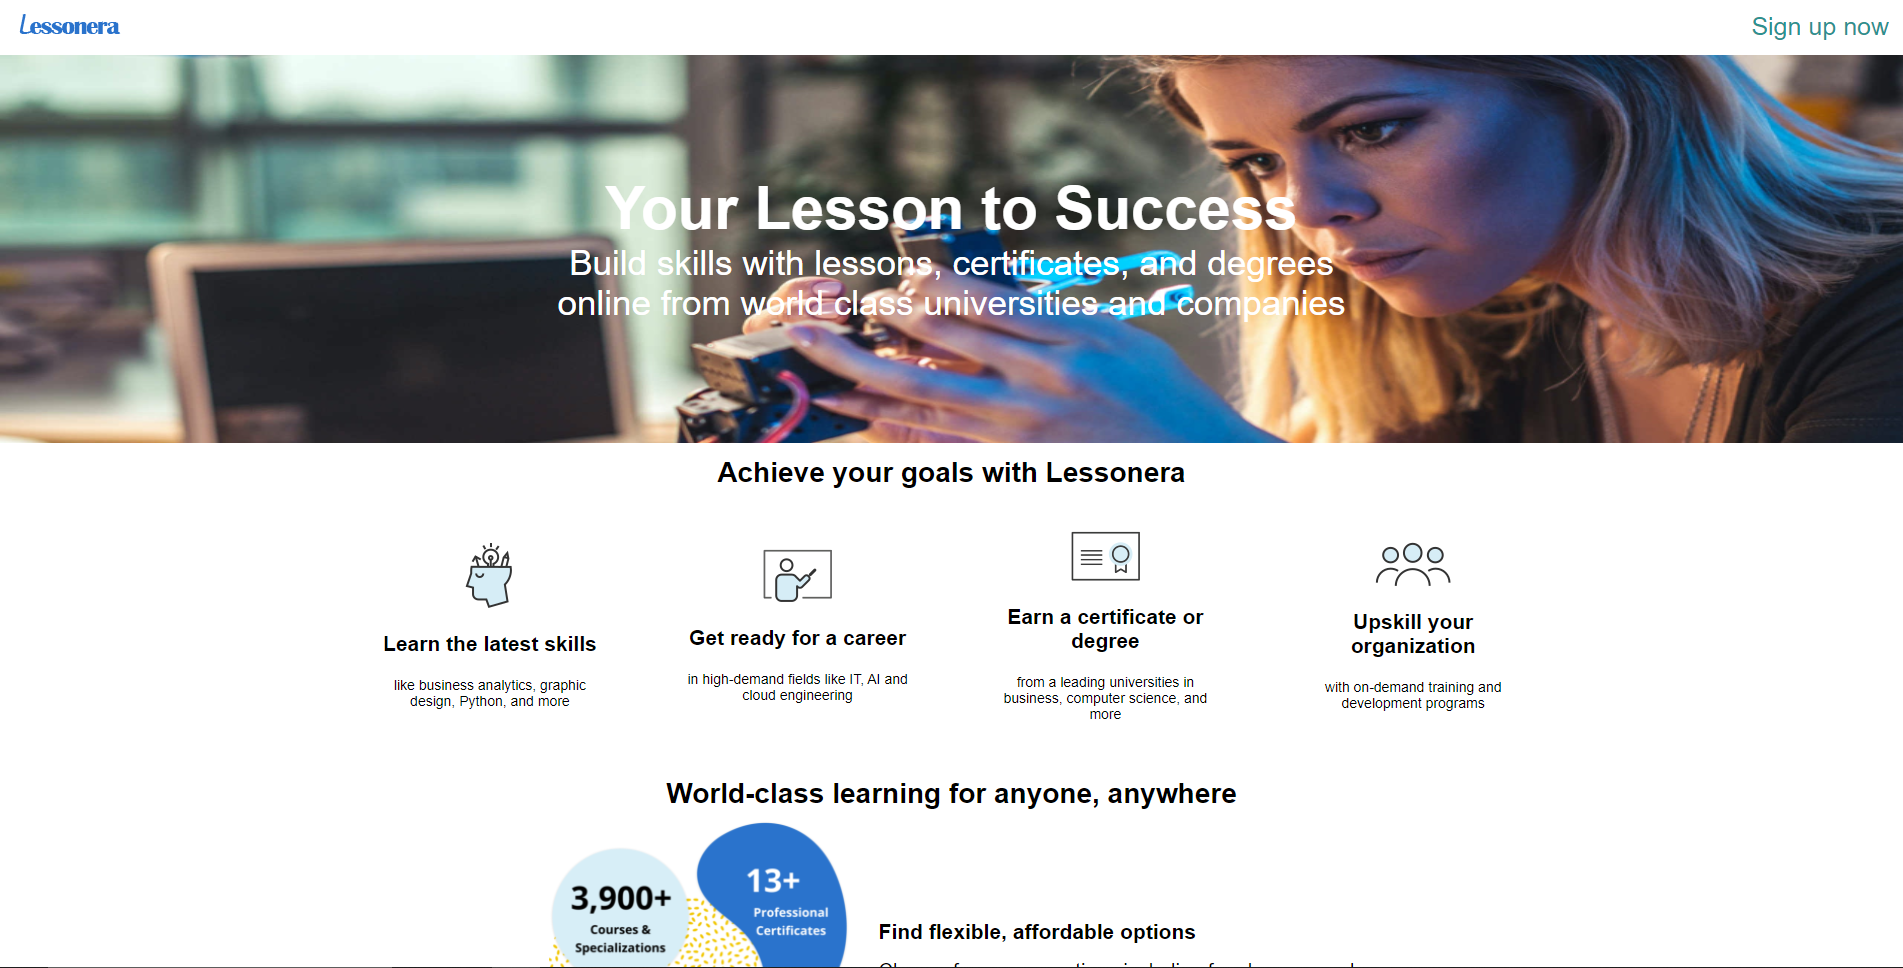 Lessonera
Sign up now
Your Lesson to Success
Build skills with lessons, certificates, and degrees
online from world class universities and companies
Achieve your goals with Lessonera
Learn the latest skills
like business analytics, graphic
design, Python, and more
Get ready for a career
in high-demand fields like IT, AI and
cloud engineering
Earn a certificate or
degree
from a leading universities in
business, computer science, and
more
Upskill your
organization
with on-demand training and
development programs
World-class learning for anyone, anywhere
3,900+
Courses &
Specializations
13+
Professional
Certificates
Find flexible, affordable options